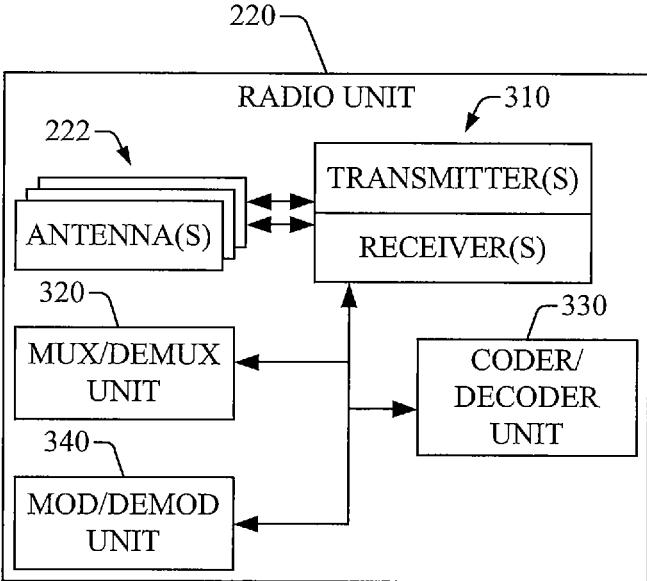 220
RADIO UNIT
310
222
TRANSMITTER(S)
ANTENNA(S)
RECEIVER(S)
320
330
MUX/DEMUX
UNIT
CODER/
DECODER
UNIT
340
MOD/DEMOD
UNIT